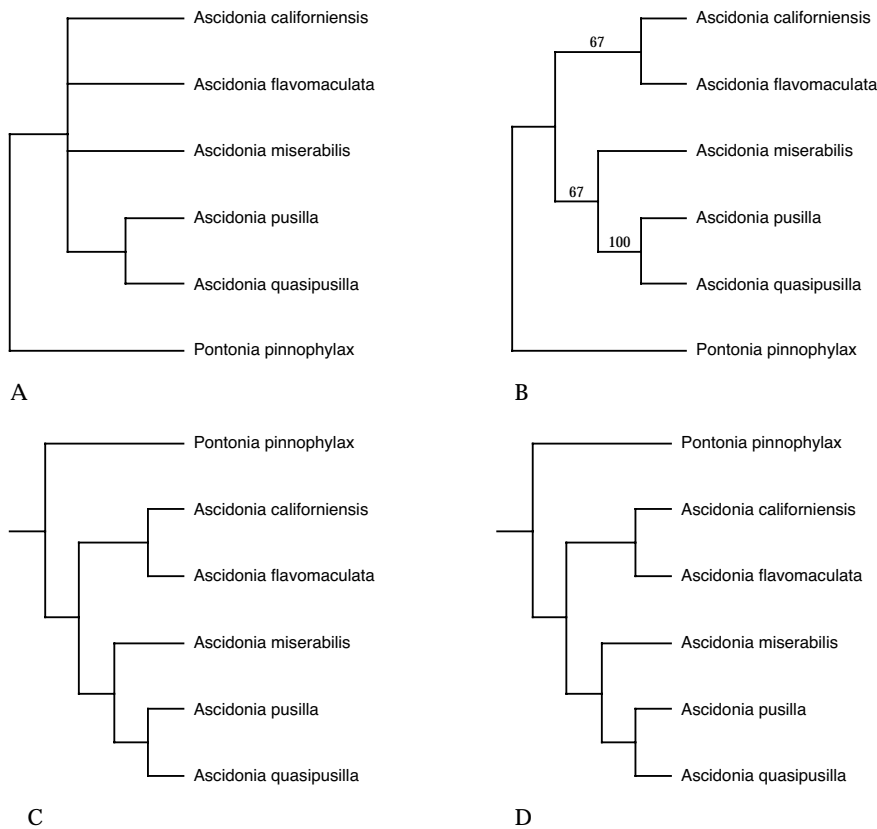 Ascidonia californiensis
Ascidonia flavomaculata
Ascidonia miserabilis
Ascidonia pusilla
Ascidonia quasipusilla
Pontonia pinnophylax
A
Ascidonia californiensis
67
Ascidonia flavomaculata
Ascidonia miserabilis
67
Ascidonia pusilla
100
Ascidonia quasipusilla
Pontonia pinnophylax
B
Pontonia pinnophylax
Ascidonia californiensis
Ascidonia flavomaculata
Ascidonia miserabilis
Ascidonia pusilla
Ascidonia quasipusilla
C
Pontonia pinnophylax
Ascidonia californiensis
Ascidonia flavomaculata
Ascidonia miserabilis
Ascidonia pusilla
Ascidonia quasipusilla
D